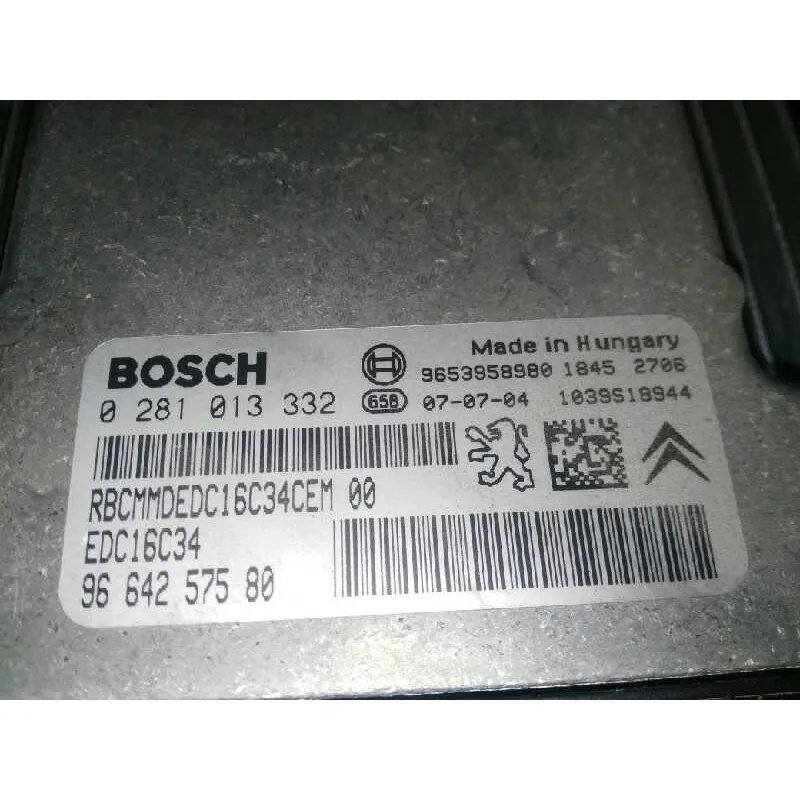 Made in Hungary
BOSCH 9653958980 1845 2706
0 281 013 332 65B 07-07-04 1039S18944
RBCMMDEDC16C34CEM 00
EDC16C34
96 642 575 80